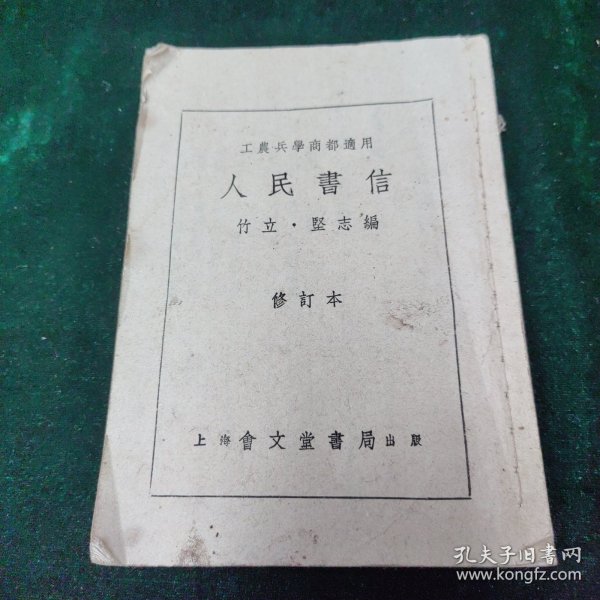 工農兵學商都適用
人民書信
竹立·堅志編
修訂本
上海會文堂書局出版
孔夫子旧書网
www.kongfz.com